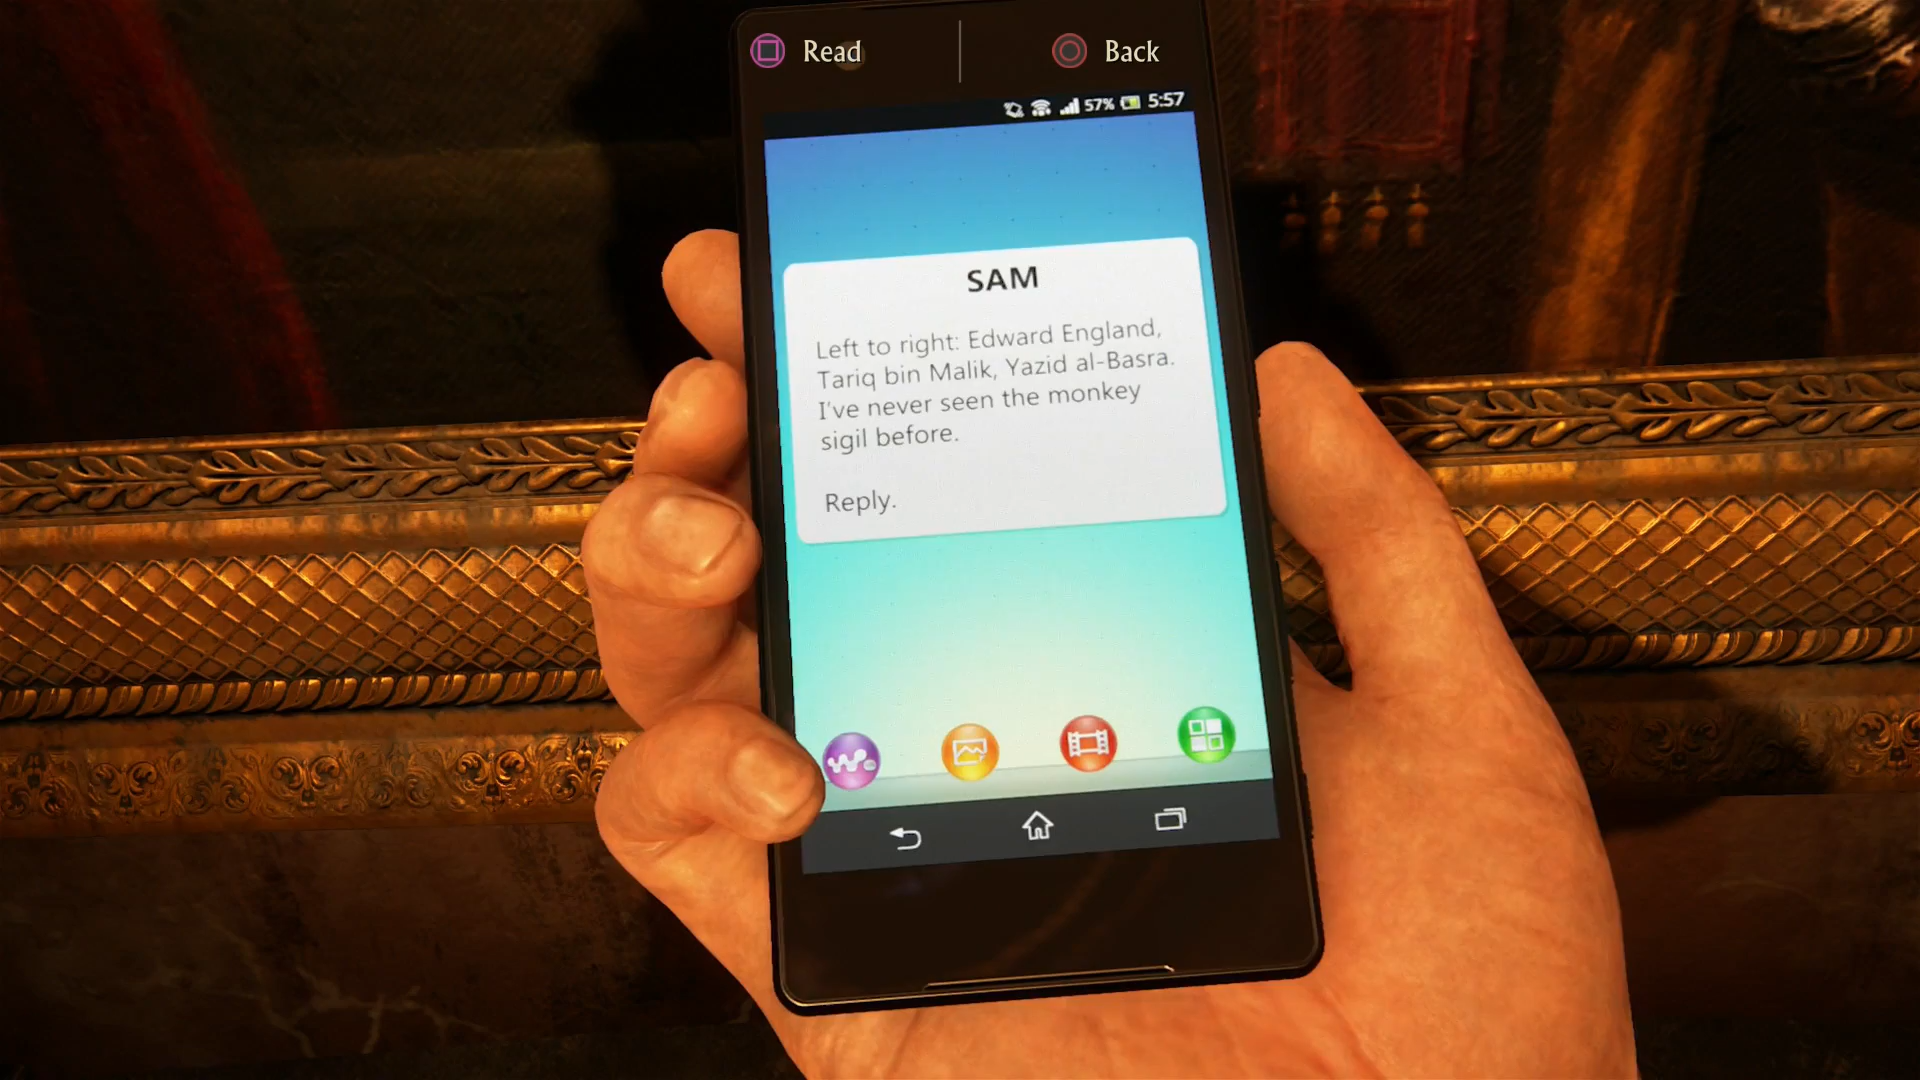 Read
Back
57% 5:57
SAM
Left to right: Edward England,
Tariq bin Malik, Yazid al-Basra.
I've never seen the monkey
sigil before.
Reply.